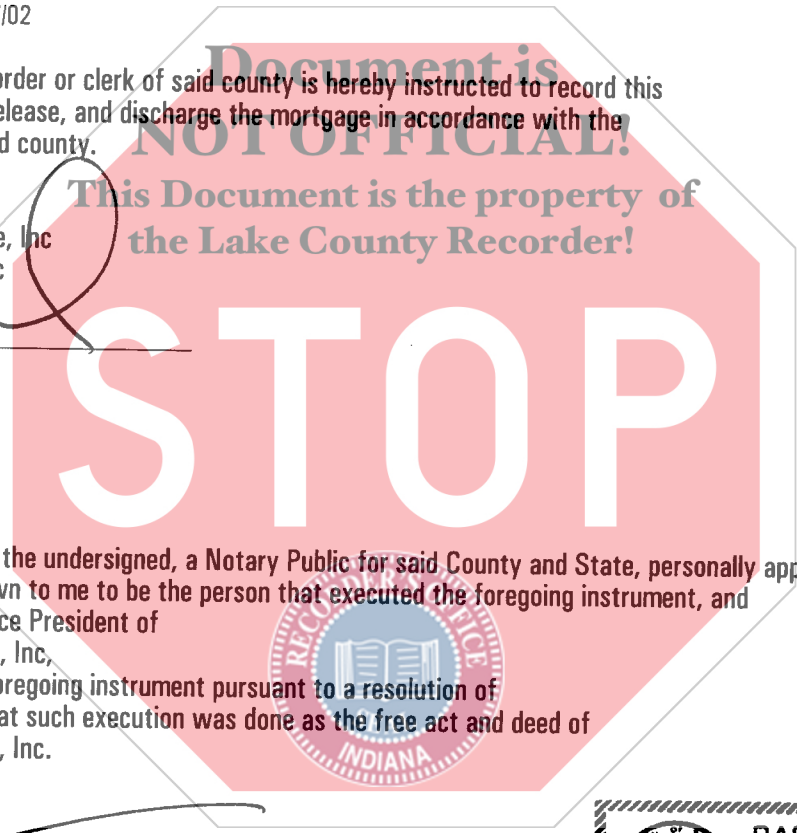 /02
Document is
order or clerk of said county is hereby instructed to record this
elease, and discharge the mortgage in accordance with the
d county.
NOT OFFICIAL!
This Document is the property of
e, Inc
the Lake County Recorder!
c
STOP
the undersigned, a Notary Public for said County and State, personally app
wn to me to be the person that executed the foregoing instrument, and
ce President of
, Inc,
oregoing instrument pursuant to a resolution of
at such execution was done as the free act and deed of
, Inc.
RECORDER'S OFFICE
INDIANA